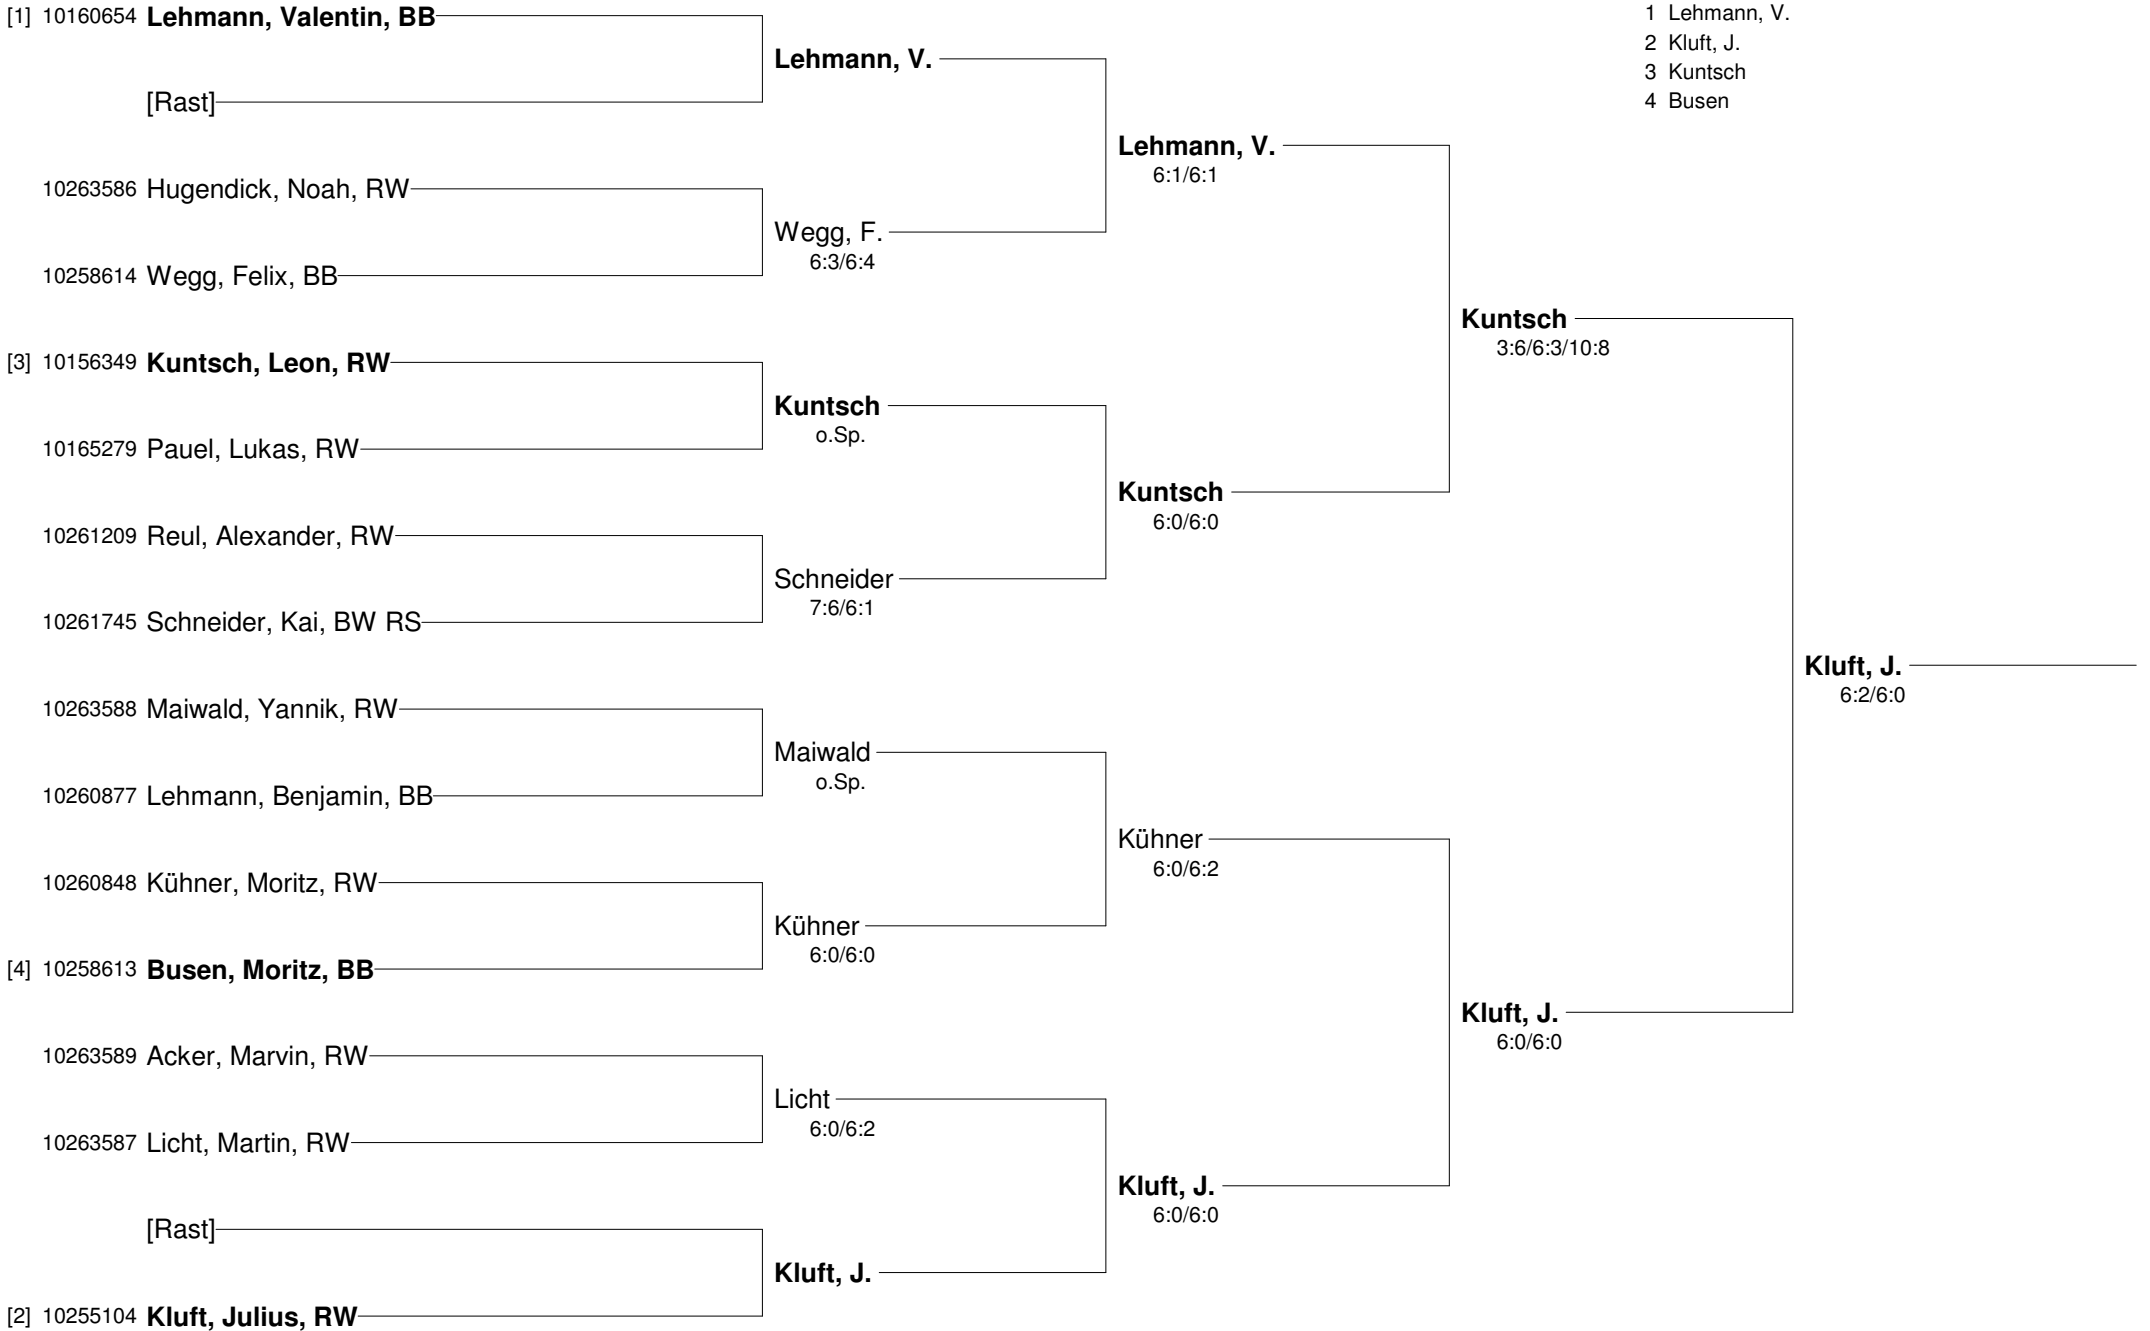 [1] 10160654 Lehmann, Valentin, BB
[Rast]
10263586 Hugendick, Noah, RW
10258614 Wegg, Felix, BB
[3] 10156349 Kuntsch, Leon, RW
10165279 Pauel, Lukas, RW
10261209 Reul, Alexander, RW
10261745 Schneider, Kai, BW RS
10263588 Maiwald, Yannik, RW
10260877 Lehmann, Benjamin, BB
10260848 Kühner, Moritz, RW
[4] 10258613 Busen, Moritz, BB
10263589 Acker, Marvin, RW
10263587 Licht, Martin, RW
[Rast]
[2] 10255104 Kluft, Julius, RW
Lehmann, V.
Wegg, F.
6:3/6:4
Kuntsch
o.Sp.
Schneider
7:6/6:1
Maiwald
o.Sp.
Kühner
6:0/6:0
Licht
6:0/6:2
Kluft, J.
Lehmann, V.
6:1/6:1
Kuntsch
6:0/6:0
Kühner
6:0/6:2
Kluft, J.
6:0/6:0
Kuntsch
3:6/6:3/10:8
Kluft, J.
6:0/6:0
Kluft, J.
6:2/6:0
1 Lehmann, V.
2 Kluft, J.
3 Kuntsch
4 Busen